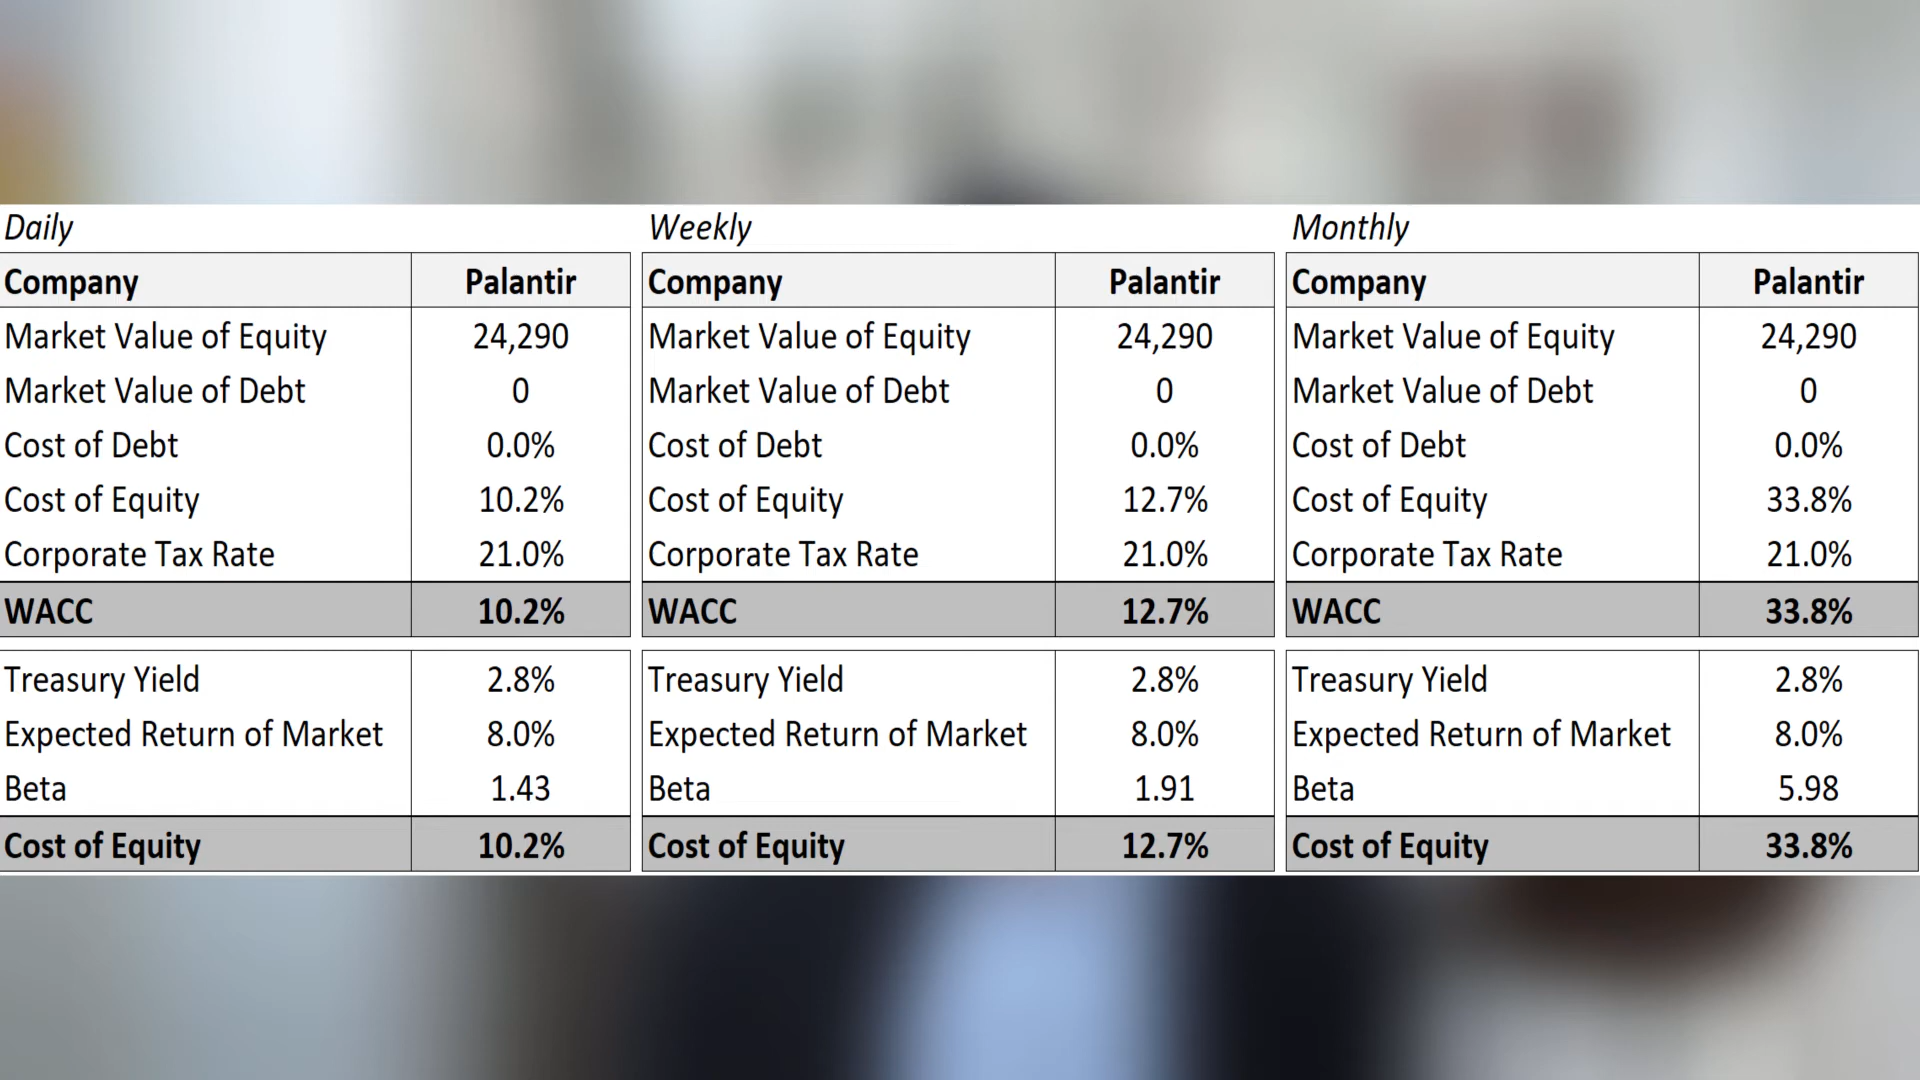 Daily
Company Palantir
Market Value of Equity 24,290
Market Value of Debt 0
Cost of Debt 0.0%
Cost of Equity 10.2%
Corporate Tax Rate 21.0%
WACC 10.2%
Treasury Yield 2.8%
Expected Return of Market 8.0%
Beta 1.43
Cost of Equity 10.2%
Weekly
Company Palantir
Market Value of Equity 24,290
Market Value of Debt 0
Cost of Debt 0.0%
Cost of Equity 12.7%
Corporate Tax Rate 21.0%
WACC 12.7%
Treasury Yield 2.8%
Expected Return of Market 8.0%
Beta 1.91
Cost of Equity 12.7%
Monthly
Company Palantir
Market Value of Equity 24,290
Market Value of Debt 0
Cost of Debt 0.0%
Cost of Equity 33.8%
Corporate Tax Rate 21.0%
WACC 33.8%
Treasury Yield 2.8%
Expected Return of Market 8.0%
Beta 5.98
Cost of Equity 33.8%